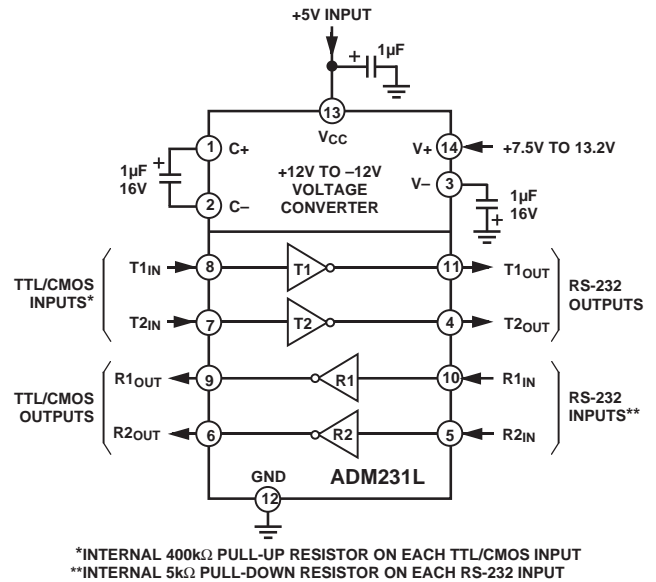 +5V INPUT
+
1µF
13
VCC
1
C+
V+
14
+7.5V TO 13.2V
+
1µF
16V
+12V TO –12V
VOLTAGE
CONVERTER
2
C–
V–
3
1µF
16V
+
TTL/CMOS
INPUTS*
T1IN
8
T1
11
T1OUT
RS-232
OUTPUTS
T2IN
7
T2
4
T2OUT
TTL/CMOS
OUTPUTS
R1OUT
9
R1
10
R1IN
RS-232
INPUTS**
R2OUT
6
R2
5
R2IN
GND
12
ADM231L
*INTERNAL 400kΩ PULL-UP RESISTOR ON EACH TTL/CMOS INPUT
**INTERNAL 5kΩ PULL-DOWN RESISTOR ON EACH RS-232 INPUT